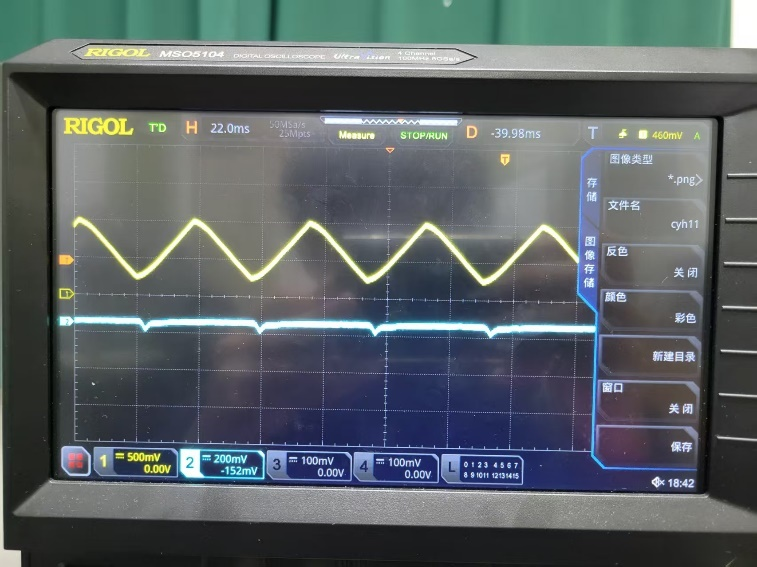 RIGOL MSO5104 DIGITAL OSCILLOSCOPE UltraVision 4 Channel
100MHz 8GSa/s
RIGOL T'D H 22.0ms 50MSa/s
25Mpts
Measure STOP/RUN D -39.98ms T 460mV A
图像类型
*.png
存储
文件名
cyh11
图像存储
反色
关闭
颜色
彩色
新建目录
窗口
关闭
保存
1 500mV
0.00V
2 200mV
-152mV
3 100mV
0.00V
4 100mV
0.00V
L 0 1 2 3 4 5 6 7
8 9 10 11 12 13 14 15
18:42